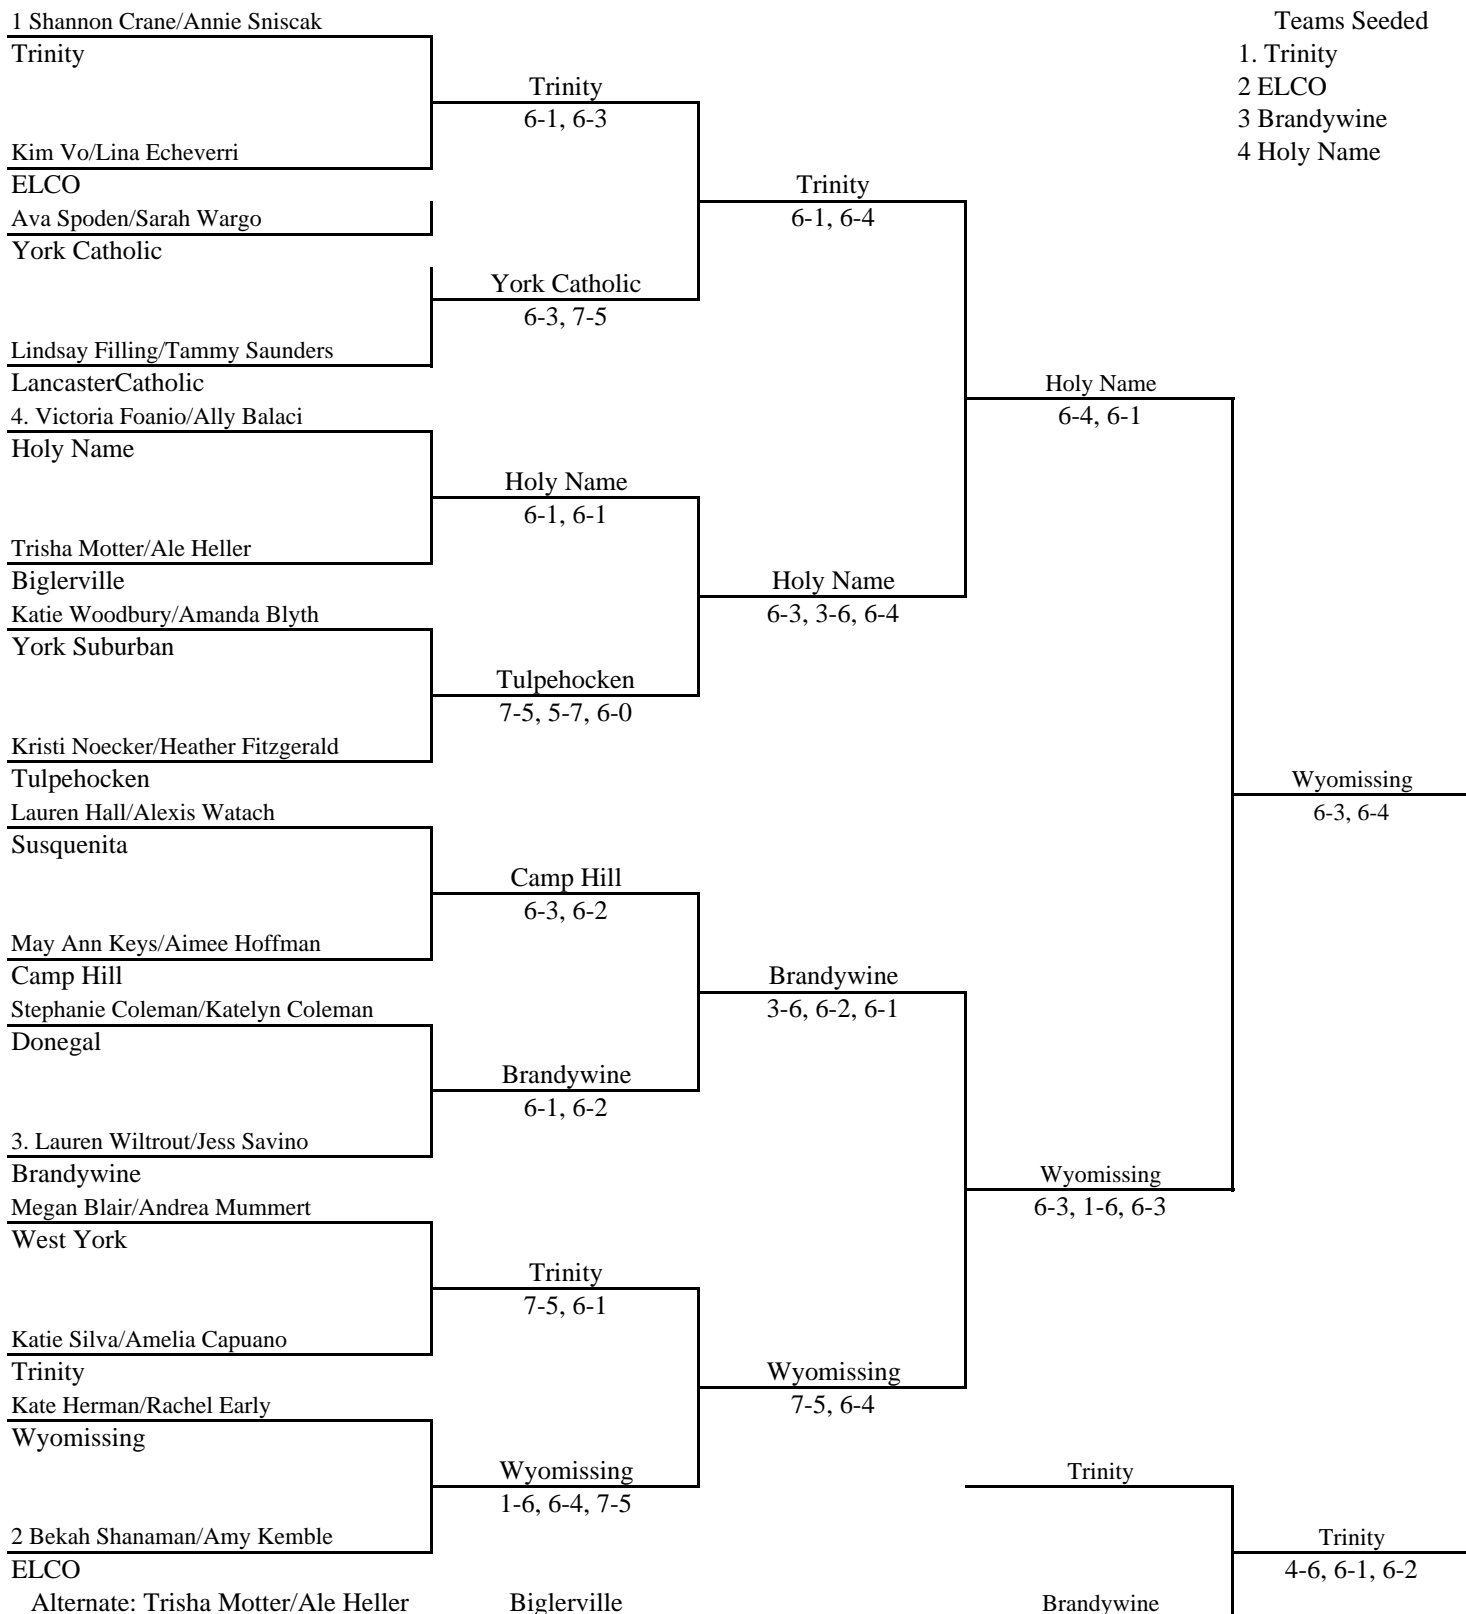 1 Shannon Crane/Annie Sniscak
Teams Seeded
Trinity
1. Trinity
Trinity
2 ELCO
6-1, 6-3
3 Brandywine
Kim Vo/Lina Echeverri
4 Holy Name
ELCO
Trinity
Ava Spoden/Sarah Wargo
6-1, 6-4
York Catholic
York Catholic
6-3, 7-5
Lindsay Filling/Tammy Saunders
LancasterCatholic
Holy Name
4. Victoria Foanio/Ally Balaci
6-4, 6-1
Holy Name
Holy Name
6-1, 6-1
Trisha Motter/Ale Heller
Biglerville
Holy Name
Katie Woodbury/Amanda Blyth
6-3, 3-6, 6-4
York Suburban
Tulpehocken
7-5, 5-7, 6-0
Kristi Noecker/Heather Fitzgerald
Tulpehocken
Wyomissing
Lauren Hall/Alexis Watach
6-3, 6-4
Susquenita
Camp Hill
6-3, 6-2
May Ann Keys/Aimee Hoffman
Camp Hill
Brandywine
Stephanie Coleman/Katelyn Coleman
3-6, 6-2, 6-1
Donegal
Brandywine
6-1, 6-2
3. Lauren Wiltrout/Jess Savino
Brandywine
Wyomissing
Megan Blair/Andrea Mummert
6-3, 1-6, 6-3
West York
Trinity
7-5, 6-1
Katie Silva/Amelia Capuano
Trinity
Wyomissing
Kate Herman/Rachel Early
7-5, 6-4
Wyomissing
Wyomissing
Trinity
1-6, 6-4, 7-5
2 Bekah Shanaman/Amy Kemble
Trinity
ELCO
4-6, 6-1, 6-2
Alternate: Trisha Motter/Ale Heller Biglerville
Brandywine